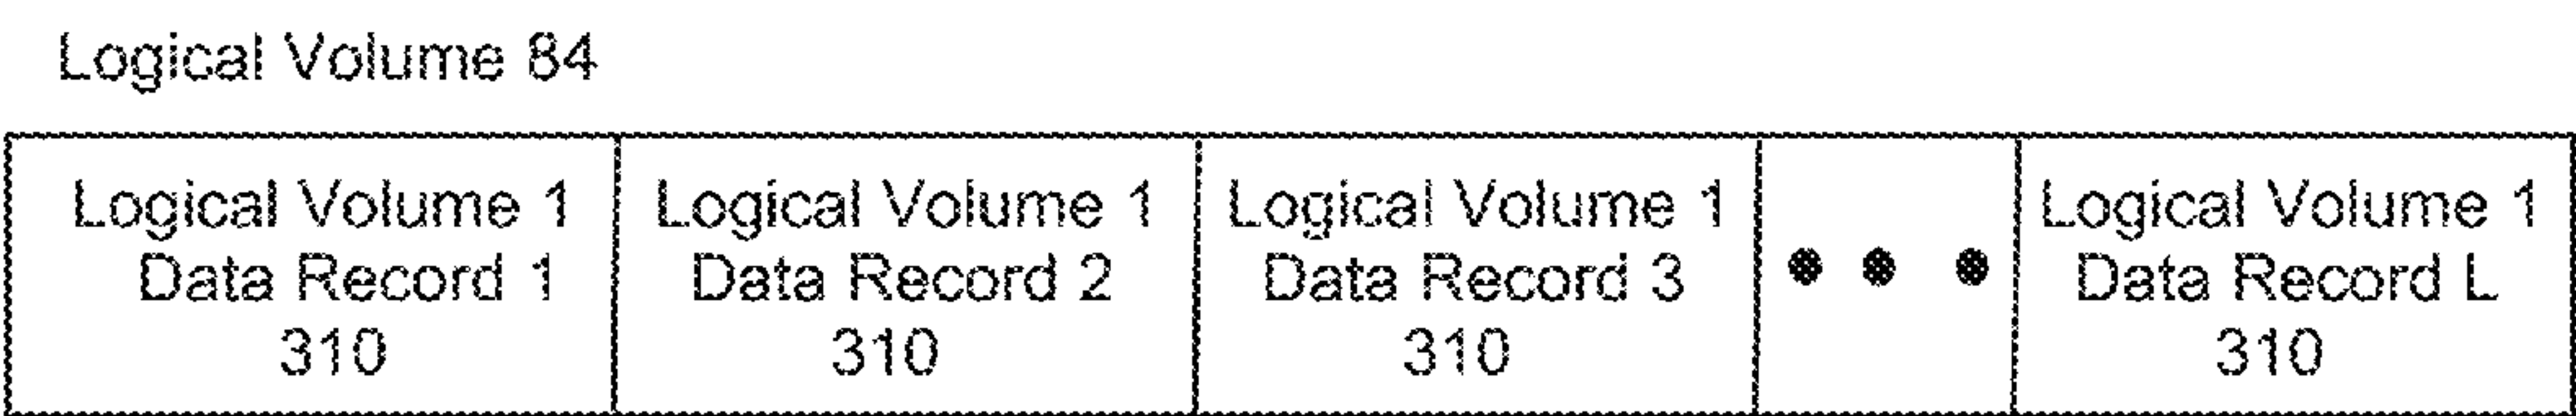 Logical Volume 84
Logical Volume 1
Data Record 1
310
Logical Volume 1
Data Record 2
310
Logical Volume 1
Data Record 3
310
Logical Volume 1
Data Record L
310